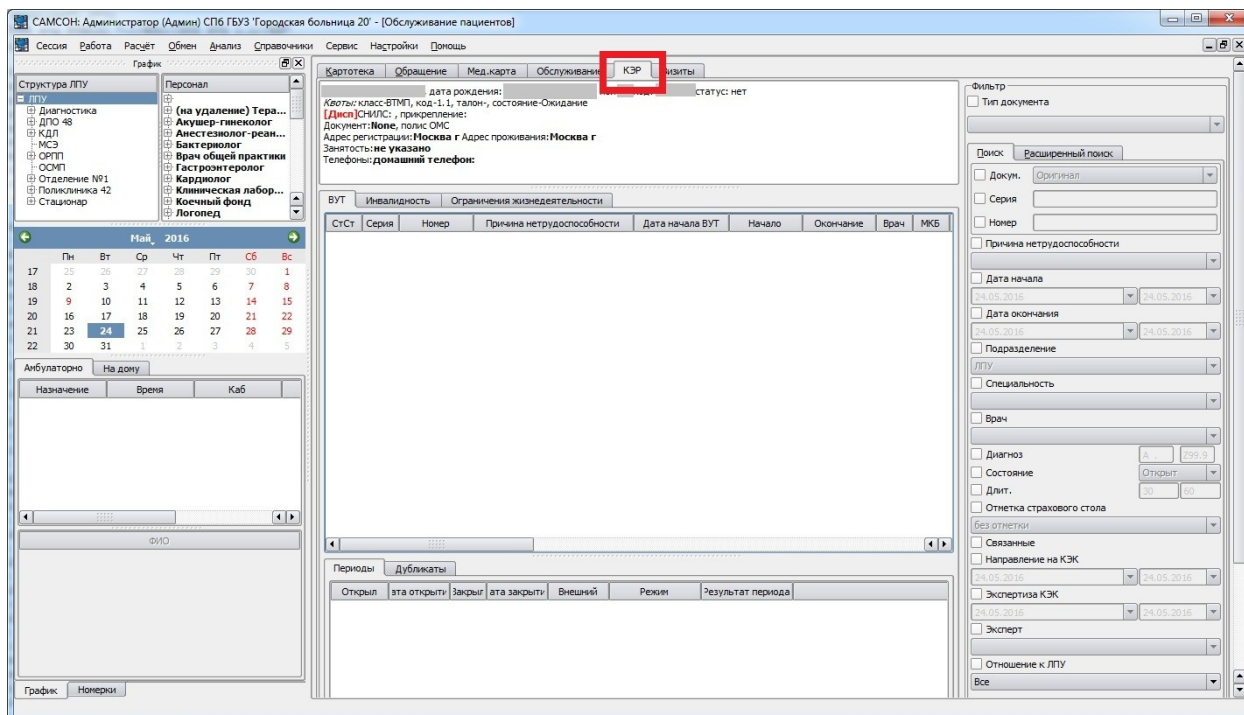 САМСОН: Администратор (Админ) СПб ГБУЗ 'Городская больница 20' - [Обслуживание пациентов]
Сессия Работа Расчёт Обмен Анализ Справочники Сервис Настройки Помощь
График
Структура ЛПУ
ЛПУ
Диагностика
ДПО 48
КДЛ
МСЭ
ОРПП
ОСМП
Отделение №1
Поликлиника 42
Стационар
Персонал
(на удаление) Тера...
Акушер-гинеколог
Анестезиолог-реан...
Бактериолог
Врач общей практики
Гастроэнтеролог
Кардиолог
Клиническая лабор...
Коечный фонд
Логопед
Май, 2016
Пн Вт Ср Чт Пт Сб Вс
17 25 26 27 28 29 30 1
18 2 3 4 5 6 7 8
19 9 10 11 12 13 14 15
20 16 17 18 19 20 21 22
21 23 24 25 26 27 28 29
22 30 31 1 2 3 4 5
Амбулаторно На дому
Назначение Время Каб
ФИО
График Номерки
Картотека Обращение Мед.карта Обслуживание КЭР Визиты
, дата рождения: статус: нет
Квоты: класс-ВТМП, код-1.1, талон-, состояние-Ожидание
[Дисп]СНИЛС: , прикрепление:
Документ:None, полис ОМС
Адрес регистрации:Москва г Адрес проживания:Москва г
Занятость:не указано
Телефоны:домашний телефон:
ВУТ Инвалидность Ограничения жизнедеятельности
СтСт Серия Номер Причина нетрудоспособности Дата начала ВУТ Начало Окончание Врач МКБ
Периоды Дубликаты
Открыл ата открыти Закрыл ата закрыти Внешний Режим Результат периода
Фильтр
Тип документа
Поиск Расширенный поиск
Докум. Оригинал
Серия
Номер
Причина нетрудоспособности
Дата начала
24.05.2016 24.05.2016
Дата окончания
24.05.2016 24.05.2016
Подразделение
ЛПУ
Специальность
Врач
Диагноз A . Z99.9
Состояние Открыт
Длит. 30 60
Отметка страхового стола
без отметки
Связанные
Направление на КЭК
24.05.2016 24.05.2016
Экспертиза КЭК
24.05.2016 24.05.2016
Эксперт
Отношение к ЛПУ
Все